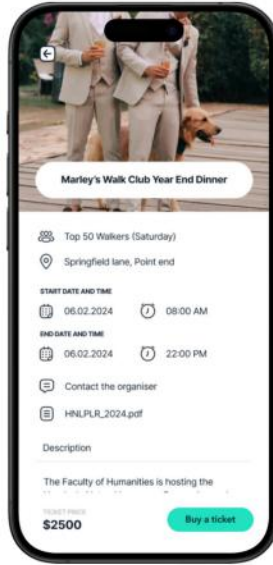 Marley's Walk Club Year End Dinner
Top 50 Walkers (Saturday)
Springfield lane, Point end
START DATE AND TIME
06.02.2024 08:00 AM
END DATE AND TIME
06.02.2024 22:00 PM
Contact the organiser
HNLPLR_2024.pdf
Description
The Faculty of Humanities is hosting the
TICKET PRICE
$2500
Buy a ticket